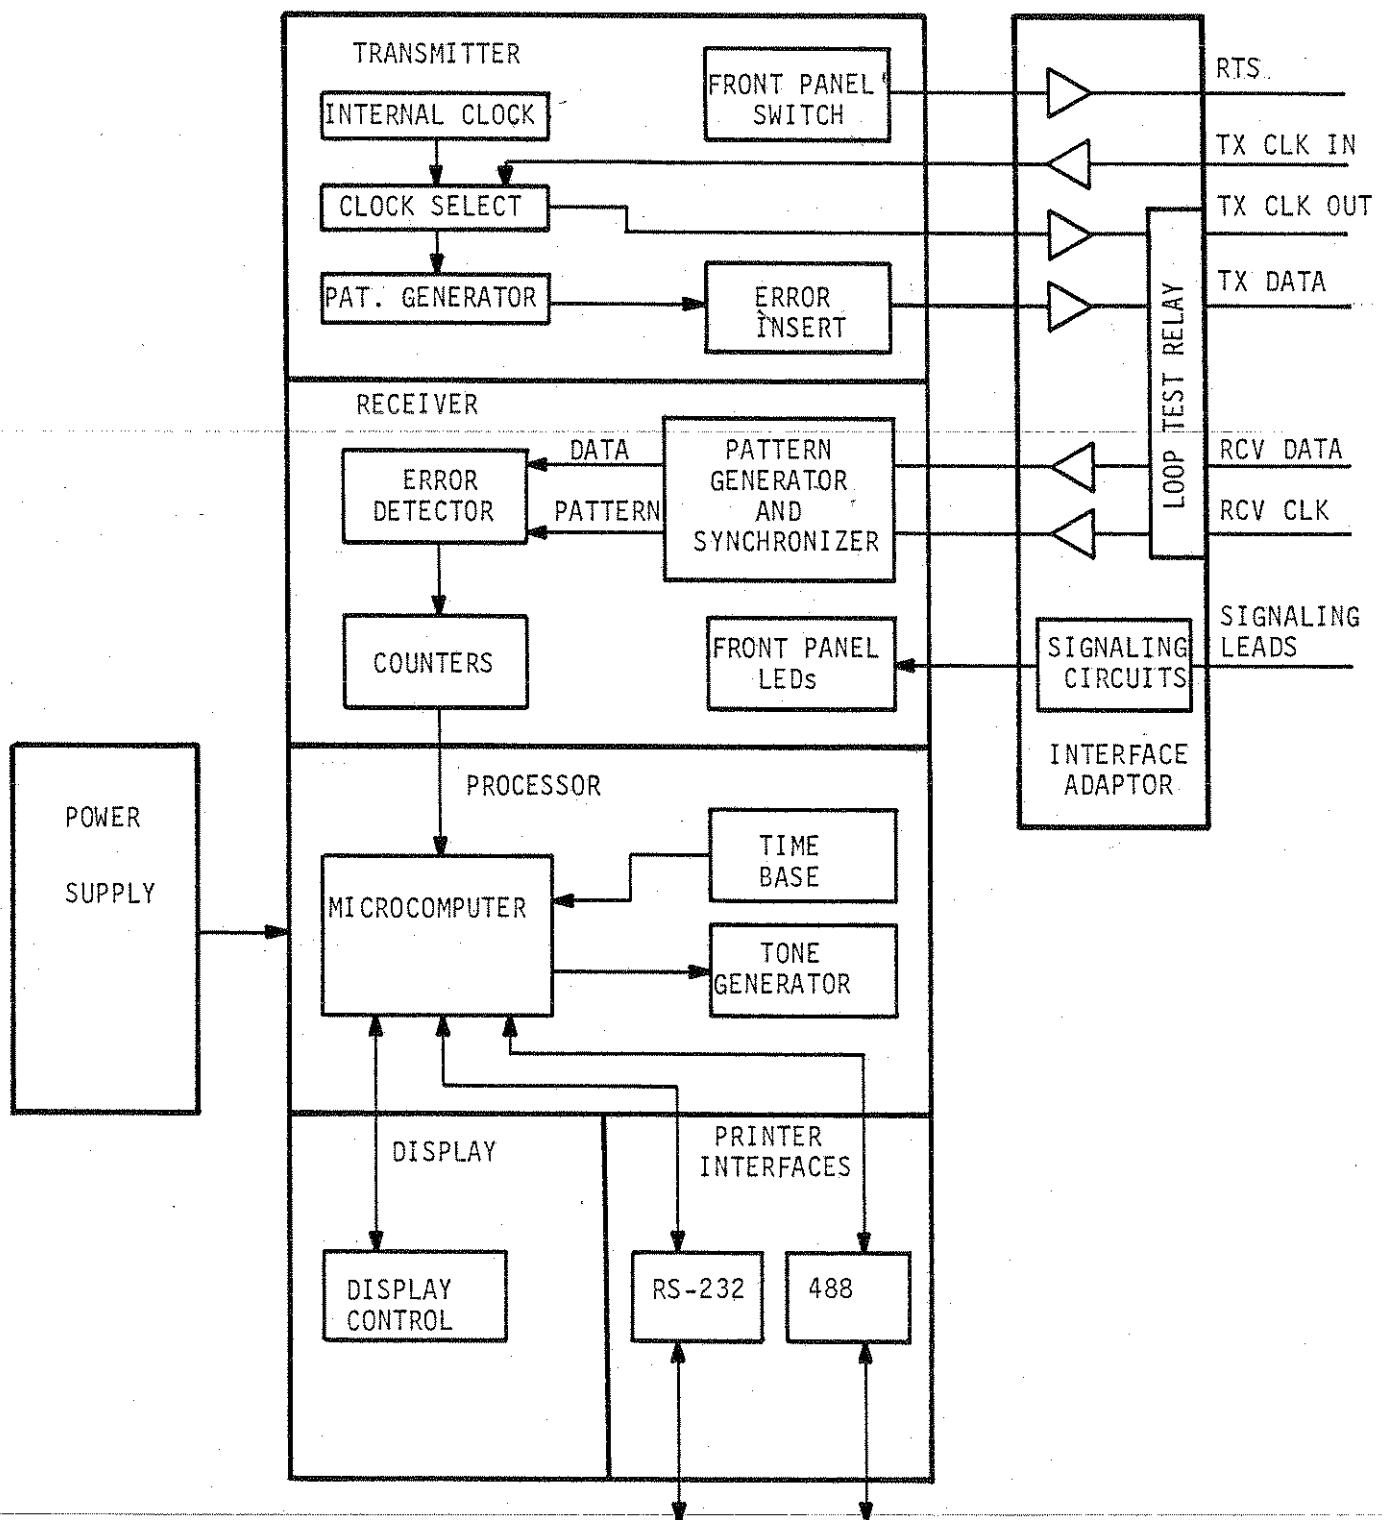 TRANSMITTER
FRONT PANEL
SWITCH
INTERNAL CLOCK
CLOCK SELECT
PAT. GENERATOR
ERROR
INSERT
RTS
TX CLK IN
TX CLK OUT
TX DATA
LOOP TEST RELAY
RECEIVER
DATA
ERROR
DETECTOR
PATTERN
PATTERN
GENERATOR
AND
SYNCHRONIZER
RCV DATA
RCV CLK
COUNTERS
FRONT PANEL
LEDs
SIGNALING
CIRCUITS
SIGNALING
LEADS
INTERFACE
ADAPTOR
POWER
SUPPLY
PROCESSOR
MICROCOMPUTER
TIME
BASE
TONE
GENERATOR
DISPLAY
PRINTER
INTERFACES
DISPLAY
CONTROL
RS-232
488